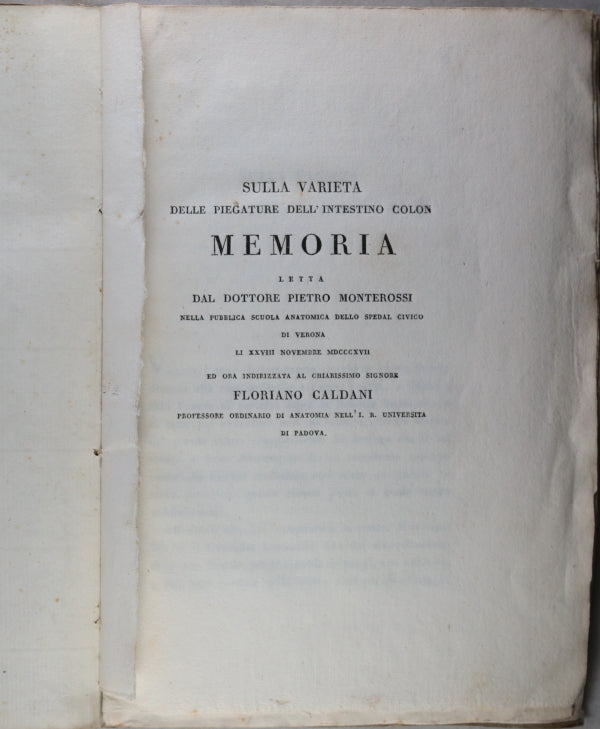 SULLA VARIETA
DELLE PIEGATURE DELL'INTESTINO COLON
MEMORIA
LETTA
DAL DOTTORE PIETRO MONTEROSSI
NELLA PUBBLICA SCUOLA ANATOMICA DELLO SPEDAL CIVICO
DI VERONA
LI XXVIII NOVEMBRE MDCCCXVII
ED ORA INDIRIZZATA AL CHIARISSIMO SIGNORE
FLORIANO CALDANI
PROFESSORE ORDINARIO DI ANATOMIA NELL'I. R. UNIVERSITA
DI PADOVA.